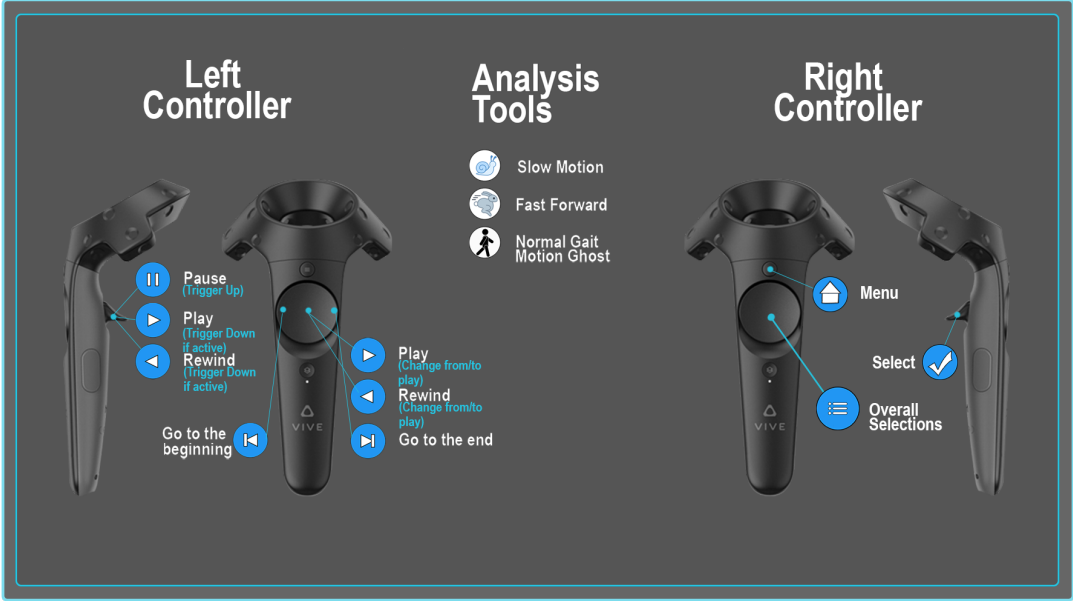 Left
Controller
Analysis
Tools
Right
Controller
Slow Motion
Fast Forward
Normal Gait
Motion Ghost
Pause
(Trigger Up)
Play
(Trigger Down
if active)
Rewind
(Trigger Down
if active)
Go to the
beginning
Play
(Change from/to
play)
Rewind
(Change from/to
play)
Go to the end
VIVE
Menu
Select
Overall
Selections
VIVE